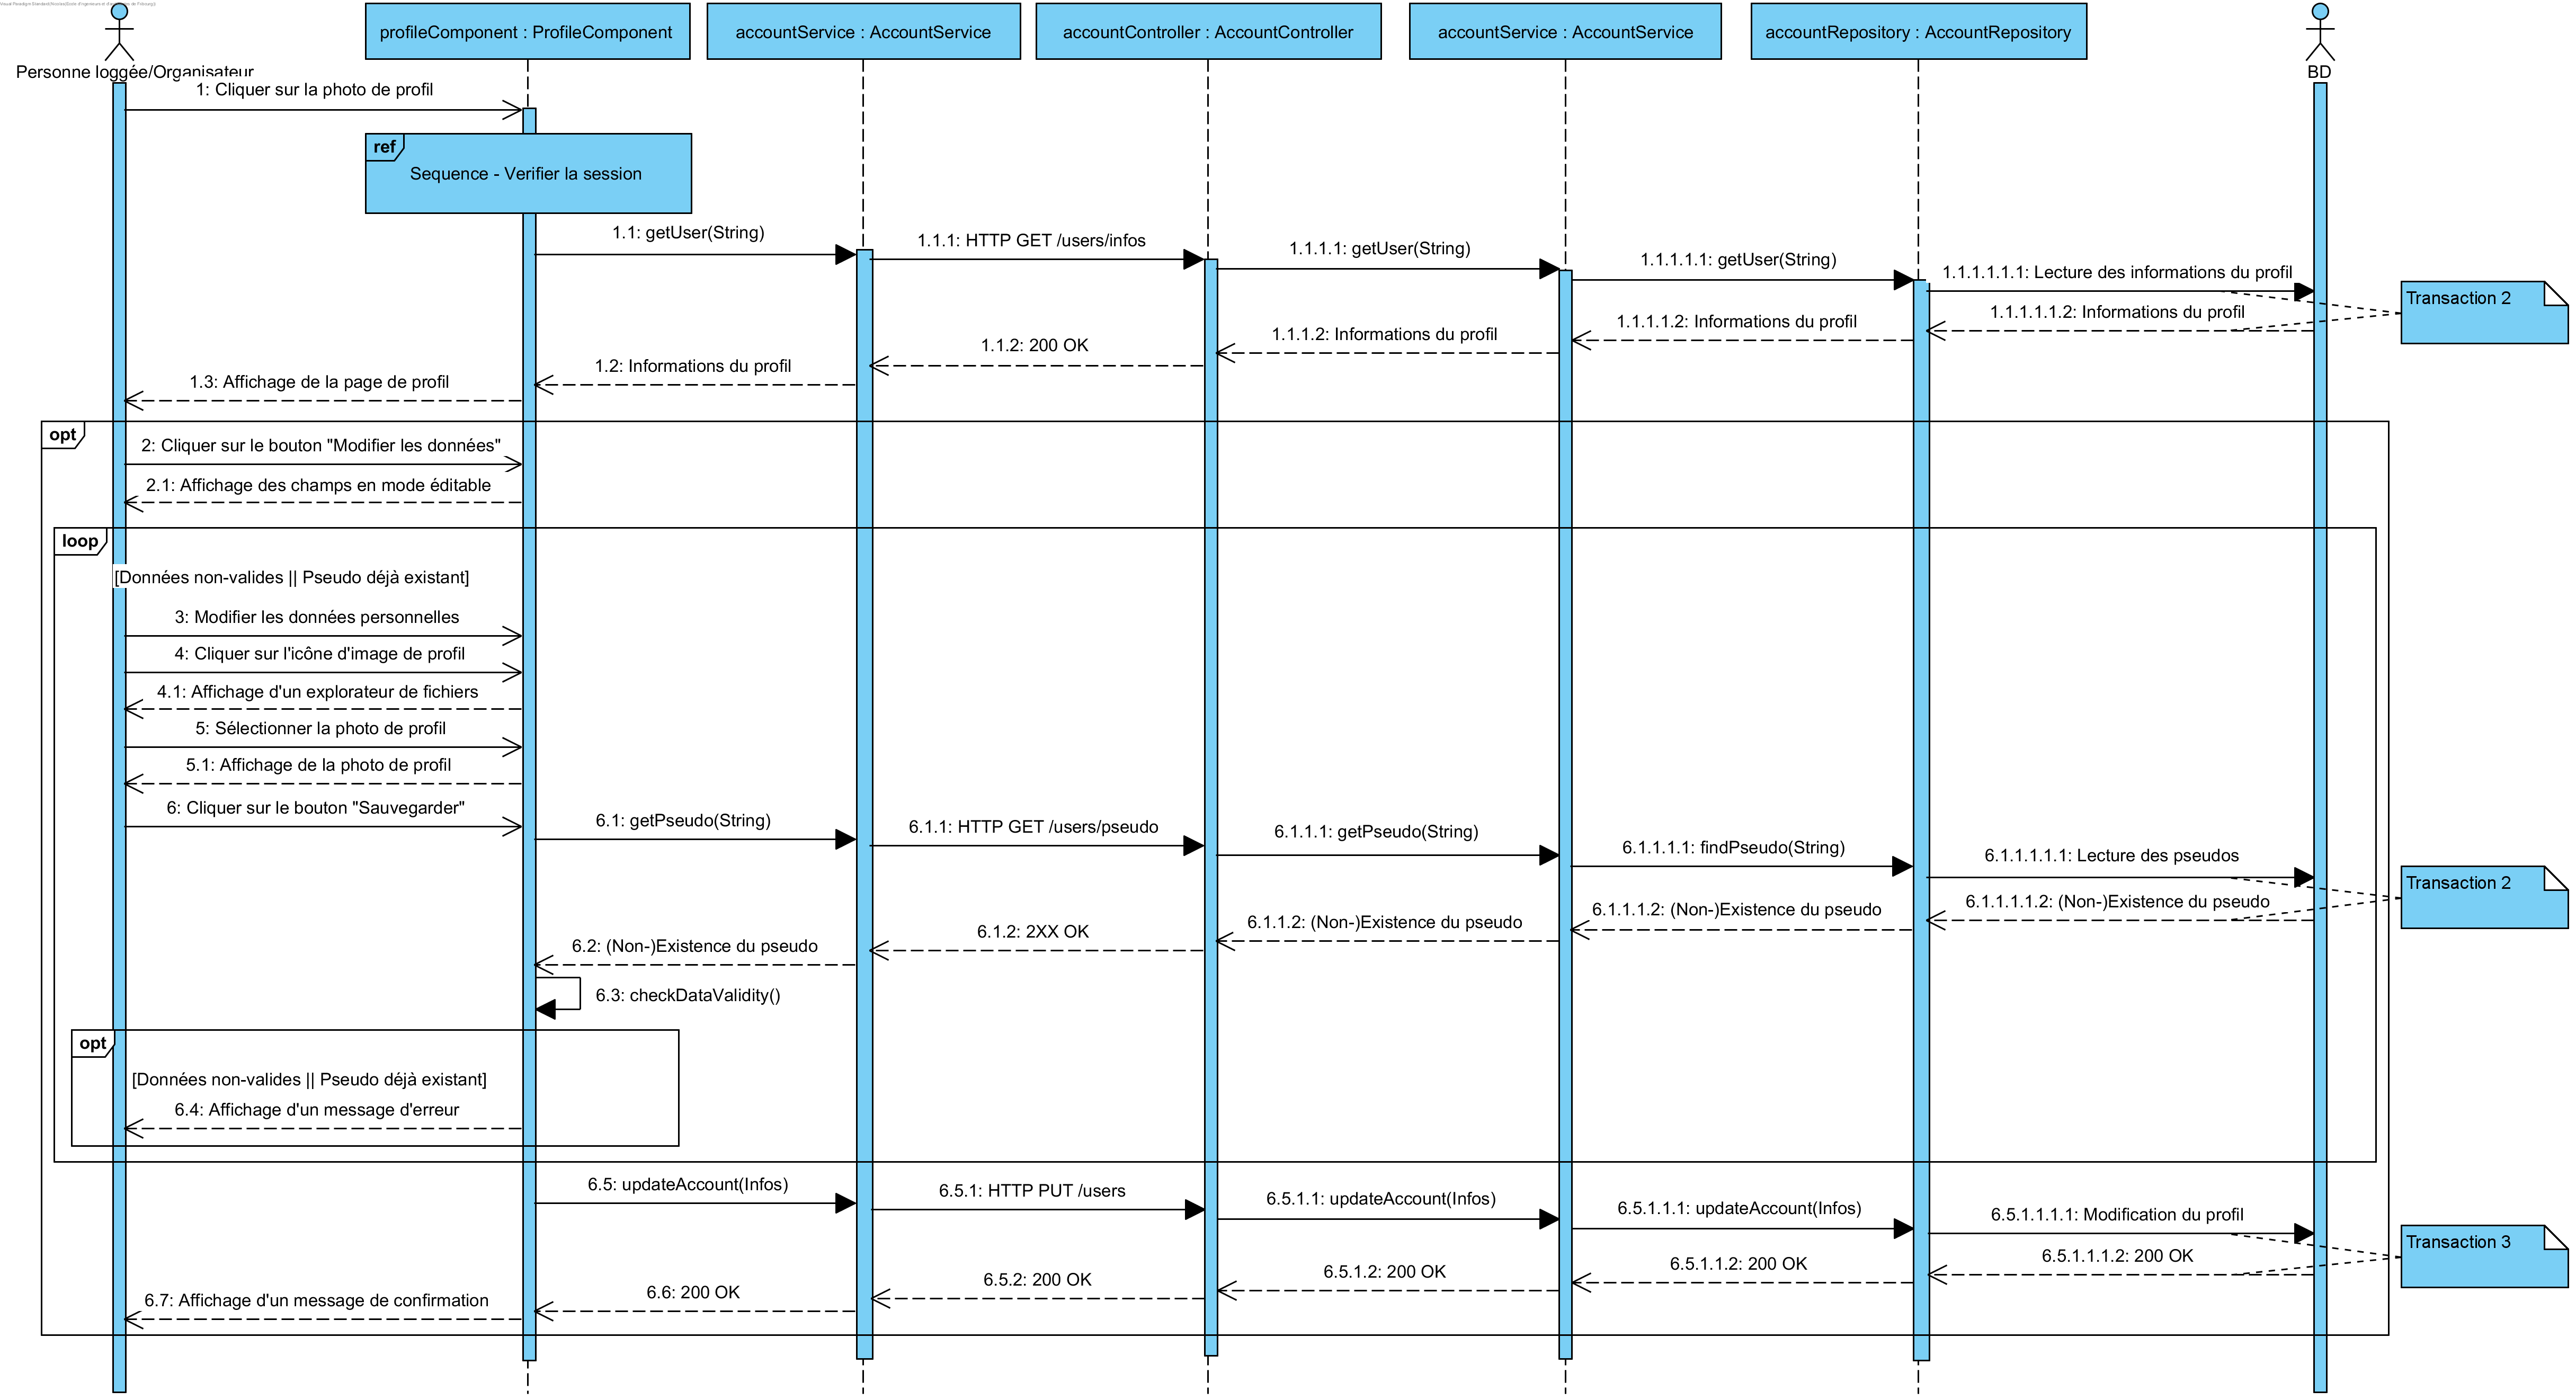 Personne loggée/Organisateur
profileComponent : ProfileComponent
accountService : AccountService
accountController : AccountController
accountService : AccountService
accountRepository : AccountRepository
BD
1: Cliquer sur la photo de profil
ref
Sequence - Verifier la session
1.1: getUser(String)
1.1.1: HTTP GET /users/infos
1.1.1.1: getUser(String)
1.1.1.1.1: getUser(String)
1.1.1.1.1.1: Lecture des informations du profil
Transaction 2
1.1.1.1.1.2: Informations du profil
1.1.1.1.2: Informations du profil
1.1.1.2: Informations du profil
1.1.2: 200 OK
1.2: Informations du profil
1.3: Affichage de la page de profil
opt
2: Cliquer sur le bouton "Modifier les données"
2.1: Affichage des champs en mode éditable
loop
[Données non-valides || Pseudo déjà existant]
3: Modifier les données personnelles
4: Cliquer sur l'icône d'image de profil
4.1: Affichage d'un explorateur de fichiers
5: Sélectionner la photo de profil
5.1: Affichage de la photo de profil
6: Cliquer sur le bouton "Sauvegarder"
6.1: getPseudo(String)
6.1.1: HTTP GET /users/pseudo
6.1.1.1: getPseudo(String)
6.1.1.1.1: findPseudo(String)
6.1.1.1.1.1: Lecture des pseudos
Transaction 2
6.1.1.1.1.2: (Non-)Existence du pseudo
6.1.1.1.2: (Non-)Existence du pseudo
6.1.1.2: (Non-)Existence du pseudo
6.1.2: 2XX OK
6.2: (Non-)Existence du pseudo
6.3: checkDataValidity()
opt
[Données non-valides || Pseudo déjà existant]
6.4: Affichage d'un message d'erreur
6.5: updateAccount(Infos)
6.5.1: HTTP PUT /users
6.5.1.1: updateAccount(Infos)
6.5.1.1.1: updateAccount(Infos)
6.5.1.1.1.1: Modification du profil
Transaction 3
6.5.1.1.1.2: 200 OK
6.5.1.1.2: 200 OK
6.5.1.2: 200 OK
6.5.2: 200 OK
6.6: 200 OK
6.7: Affichage d'un message de confirmation